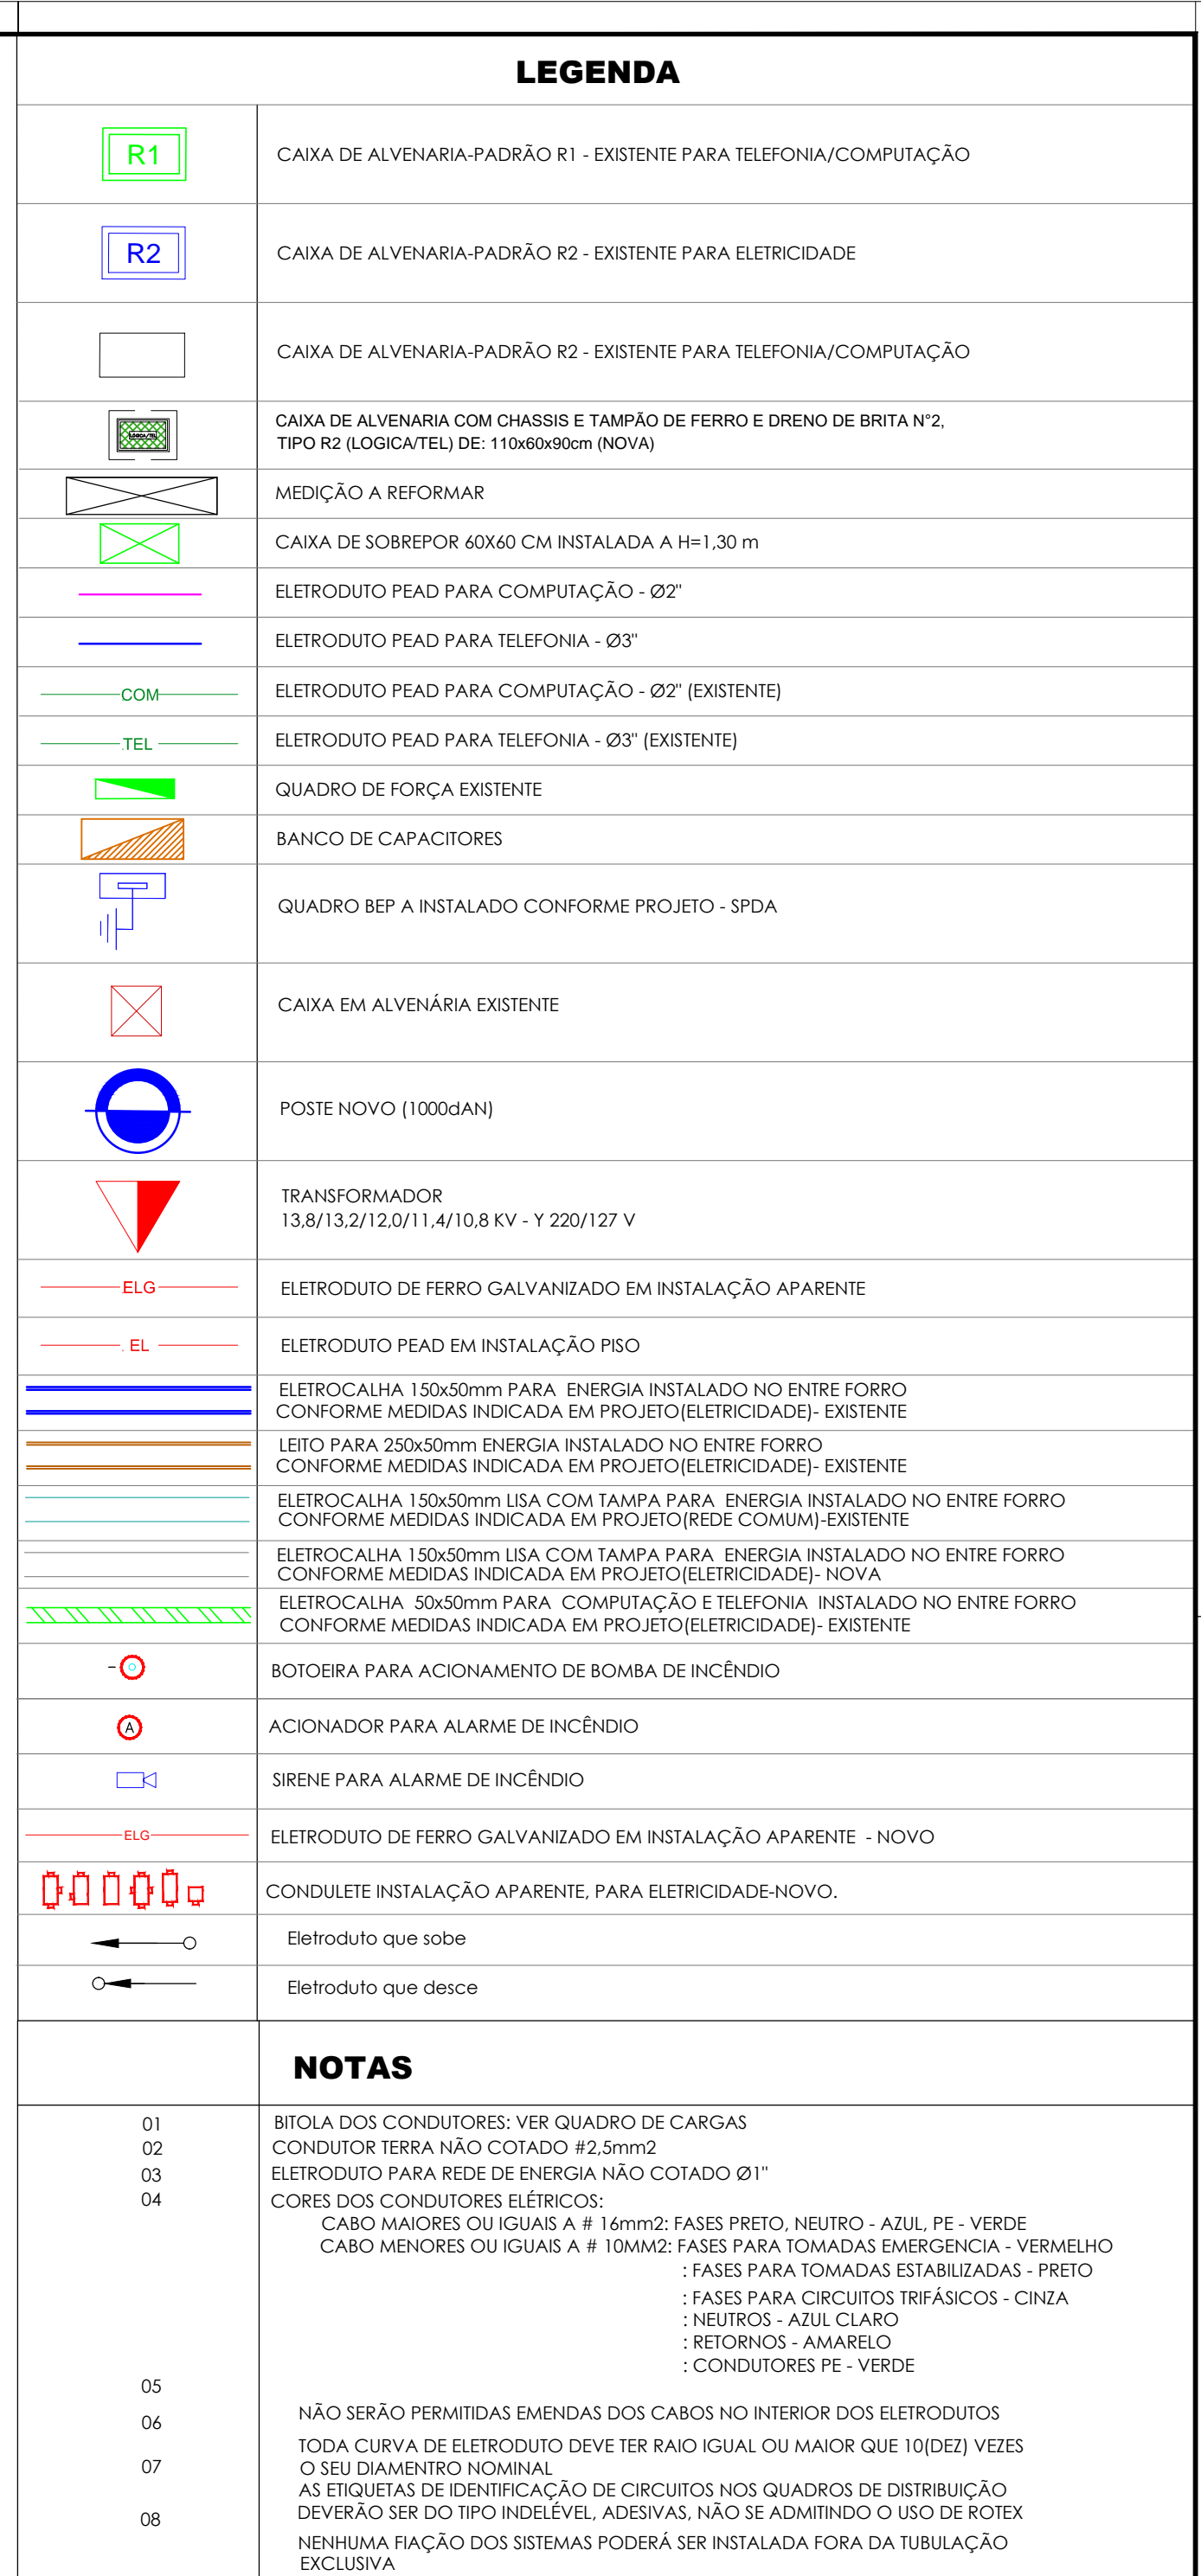 LEGENDA
R1
CAIXA DE ALVENARIA-PADRÃO R1 - EXISTENTE PARA TELEFONIA/COMPUTAÇÃO
R2
CAIXA DE ALVENARIA-PADRÃO R2 - EXISTENTE PARA ELETRICIDADE
CAIXA DE ALVENARIA-PADRÃO R2 - EXISTENTE PARA TELEFONIA/COMPUTAÇÃO
LOGICA/TEL
CAIXA DE ALVENARIA COM CHASSIS E TAMPÃO DE FERRO E DRENO DE BRITA N°2,
TIPO R2 (LOGICA/TEL) DE: 110x60x90cm (NOVA)
MEDIÇÃO A REFORMAR
CAIXA DE SOBREPOR 60X60 CM INSTALADA A H=1,30 m
ELETRODUTO PEAD PARA COMPUTAÇÃO - Ø2"
ELETRODUTO PEAD PARA TELEFONIA - Ø3"
COM
ELETRODUTO PEAD PARA COMPUTAÇÃO - Ø2" (EXISTENTE)
TEL
ELETRODUTO PEAD PARA TELEFONIA - Ø3" (EXISTENTE)
QUADRO DE FORÇA EXISTENTE
BANCO DE CAPACITORES
QUADRO BEP A INSTALADO CONFORME PROJETO - SPDA
CAIXA EM ALVENÁRIA EXISTENTE
POSTE NOVO (1000dAN)
TRANSFORMADOR
13,8/13,2/12,0/11,4/10,8 KV - Y 220/127 V
ELG
ELETRODUTO DE FERRO GALVANIZADO EM INSTALAÇÃO APARENTE
EL
ELETRODUTO PEAD EM INSTALAÇÃO PISO
ELETROCALHA 150x50mm PARA ENERGIA INSTALADO NO ENTRE FORRO
CONFORME MEDIDAS INDICADA EM PROJETO(ELETRICIDADE)- EXISTENTE
LEITO PARA 250x50mm ENERGIA INSTALADO NO ENTRE FORRO
CONFORME MEDIDAS INDICADA EM PROJETO(ELETRICIDADE)- EXISTENTE
ELETROCALHA 150x50mm LISA COM TAMPA PARA ENERGIA INSTALADO NO ENTRE FORRO
CONFORME MEDIDAS INDICADA EM PROJETO(REDE COMUM)-EXISTENTE
ELETROCALHA 150x50mm LISA COM TAMPA PARA ENERGIA INSTALADO NO ENTRE FORRO
CONFORME MEDIDAS INDICADA EM PROJETO(ELETRICIDADE)- NOVA
ELETROCALHA 50x50mm PARA COMPUTAÇÃO E TELEFONIA INSTALADO NO ENTRE FORRO
CONFORME MEDIDAS INDICADA EM PROJETO(ELETRICIDADE)- EXISTENTE
BOTOEIRA PARA ACIONAMENTO DE BOMBA DE INCÊNDIO
A
ACIONADOR PARA ALARME DE INCÊNDIO
SIRENE PARA ALARME DE INCÊNDIO
ELG
ELETRODUTO DE FERRO GALVANIZADO EM INSTALAÇÃO APARENTE - NOVO
CONDULETE INSTALAÇÃO APARENTE, PARA ELETRICIDADE-NOVO.
Eletroduto que sobe
Eletroduto que desce
NOTAS
01 BITOLA DOS CONDUTORES: VER QUADRO DE CARGAS
02 CONDUTOR TERRA NÃO COTADO #2,5mm2
03 ELETRODUTO PARA REDE DE ENERGIA NÃO COTADO Ø1"
04 CORES DOS CONDUTORES ELÉTRICOS:
CABO MAIORES OU IGUAIS A # 16mm2: FASES PRETO, NEUTRO - AZUL, PE - VERDE
CABO MENORES OU IGUAIS A # 10MM2: FASES PARA TOMADAS EMERGENCIA - VERMELHO
: FASES PARA TOMADAS ESTABILIZADAS - PRETO
: FASES PARA CIRCUITOS TRIFÁSICOS - CINZA
: NEUTROS - AZUL CLARO
: RETORNOS - AMARELO
: CONDUTORES PE - VERDE
05
NÃO SERÃO PERMITIDAS EMENDAS DOS CABOS NO INTERIOR DOS ELETRODUTOS
06
TODA CURVA DE ELETRODUTO DEVE TER RAIO IGUAL OU MAIOR QUE 10(DEZ) VEZES
07 O SEU DIAMENTRO NOMINAL
AS ETIQUETAS DE IDENTIFICAÇÃO DE CIRCUITOS NOS QUADROS DE DISTRIBUIÇÃO
DEVERÃO SER DO TIPO INDELÉVEL, ADESIVAS, NÃO SE ADMITINDO O USO DE ROTEX
08
NENHUMA FIAÇÃO DOS SISTEMAS PODERÁ SER INSTALADA FORA DA TUBULAÇÃO
EXCLUSIVA